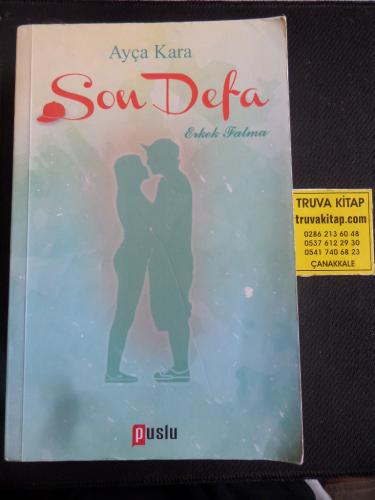 Ayça Kara
Son Defa
Erkek Fatma
puslu
TRUVA KİTAP
truvakitap.com
0286 213 60 48
0537 612 29 30
0541 740 68 23
ÇANAKKALE